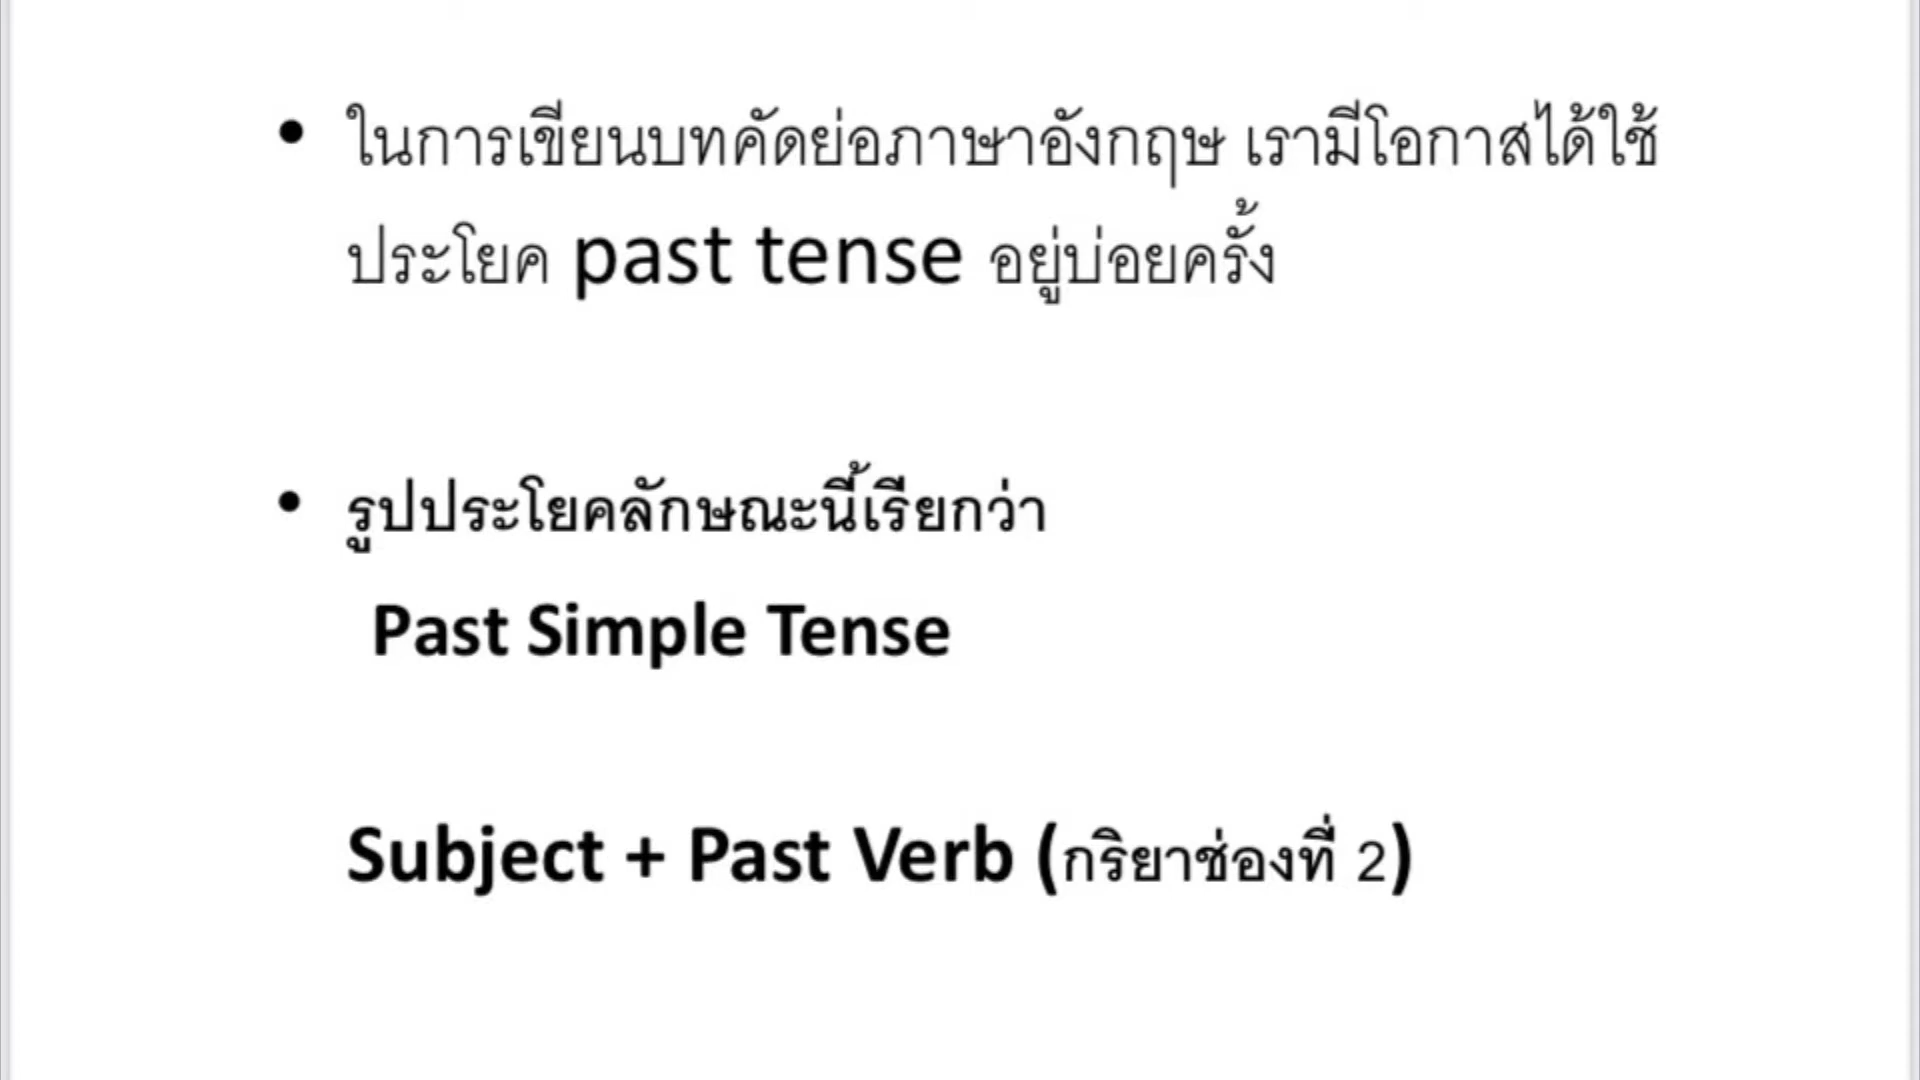 • ในการเขียนบทคัดย่อภาษาอังกฤษ เรามีโอกาสได้ใช้
ประโยค past tense อยู่บ่อยครั้ง
• รูปประโยคลักษณะนี้เรียกว่า
Past Simple Tense
Subject + Past Verb (กริยาช่องที่ 2)